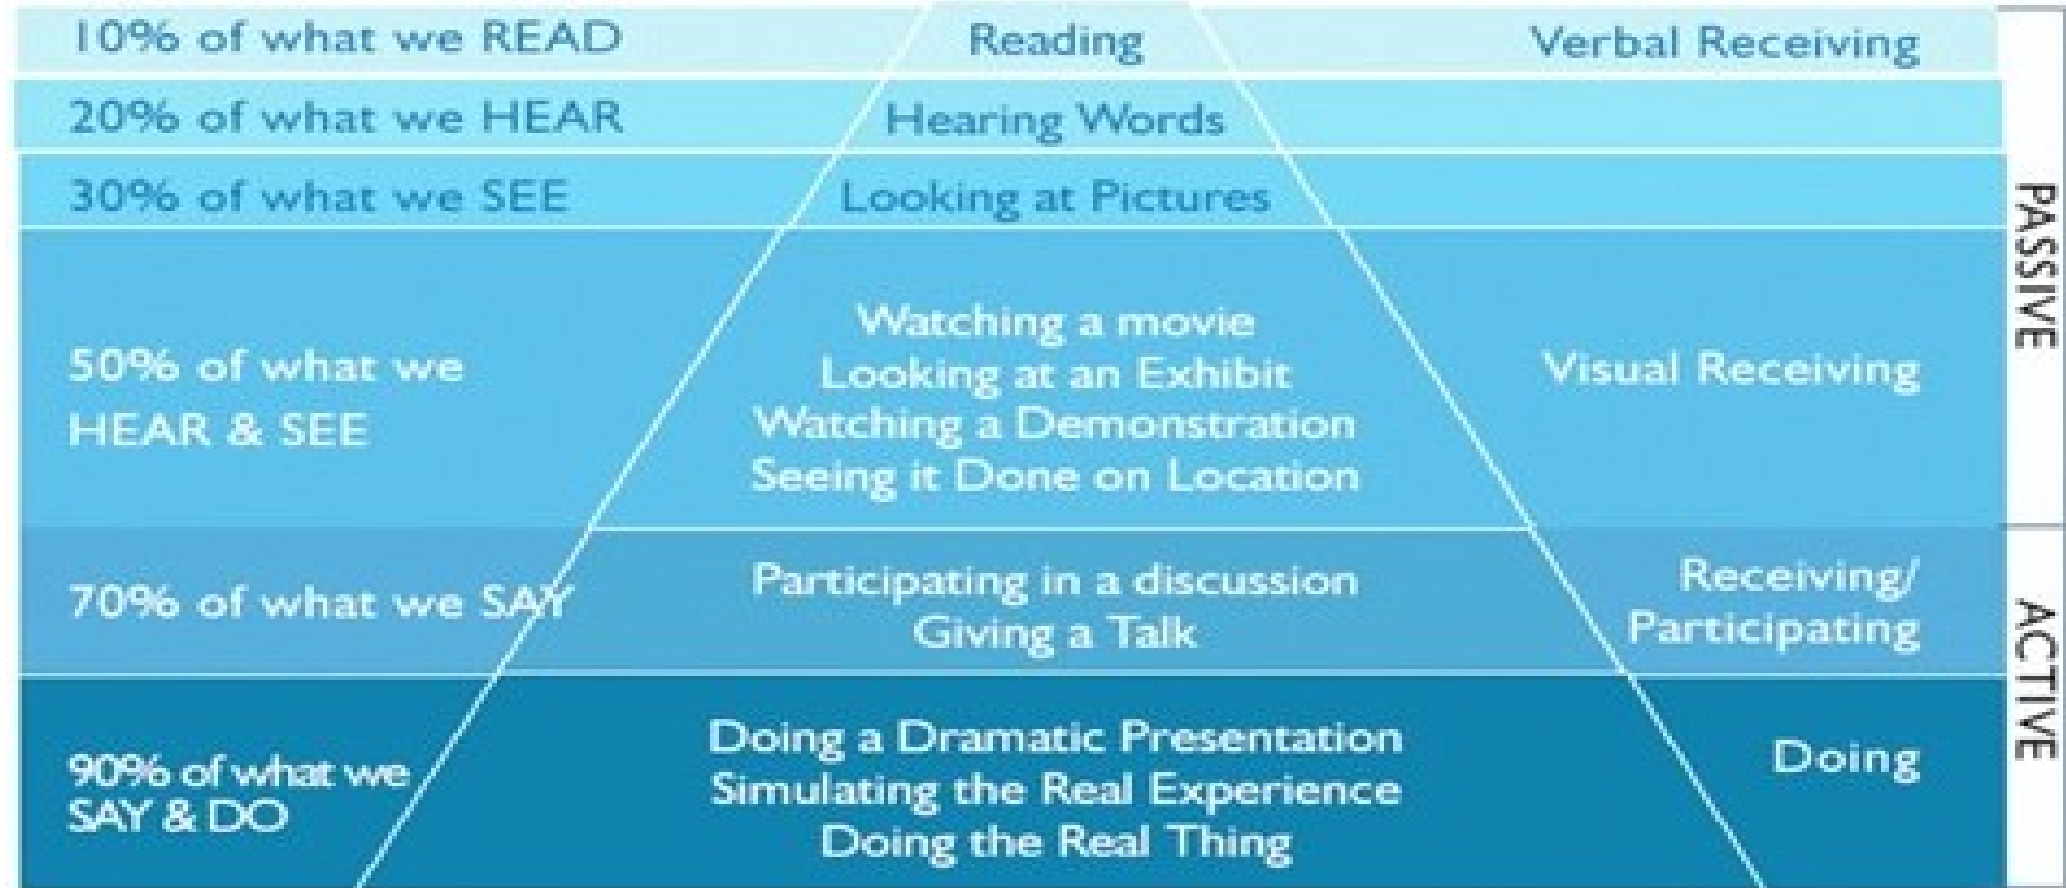 10% of what we READ
Reading
Verbal Receiving
20% of what we HEAR
Hearing Words
30% of what we SEE
Looking at Pictures
50% of what we
HEAR & SEE
Watching a movie
Looking at an Exhibit
Watching a Demonstration
Seeing it Done on Location
Visual Receiving
PASSIVE
70% of what we SAY
Participating in a discussion
Giving a Talk
Receiving/
Participating
90% of what we
SAY & DO
Doing a Dramatic Presentation
Simulating the Real Experience
Doing the Real Thing
Doing
ACTIVE